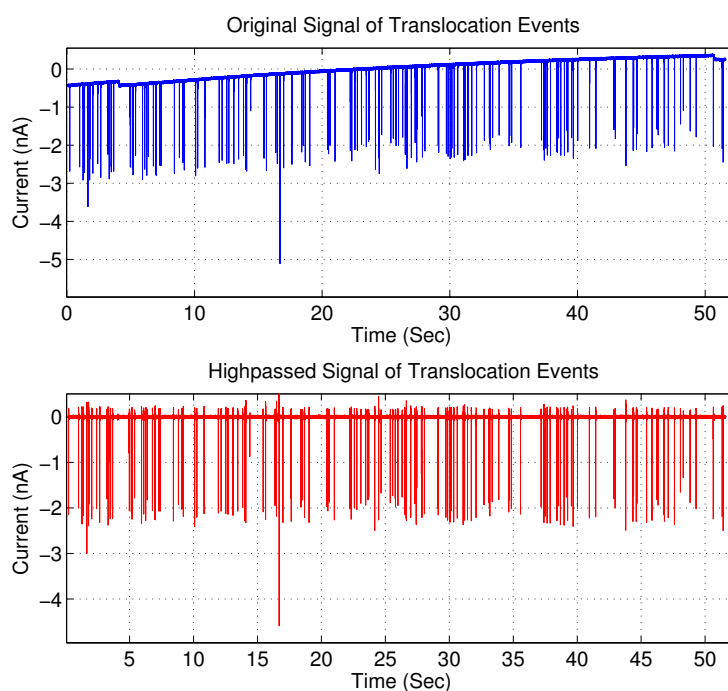 Original Signal of Translocation Events
0
−1
−2
−3
−4
−5
Current (nA)
0 10 20 30 40 50
Time (Sec)
Highpassed Signal of Translocation Events
0
−1
−2
−3
−4
Current (nA)
5 10 15 20 25 30 35 40 45 50
Time (Sec)